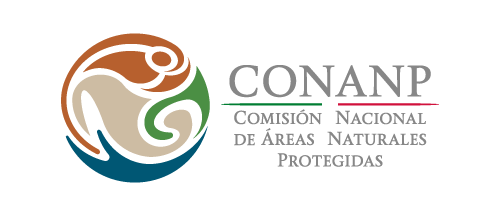 CONANP
COMISIÓN NACIONAL
DE ÁREAS NATURALES
PROTEGIDAS